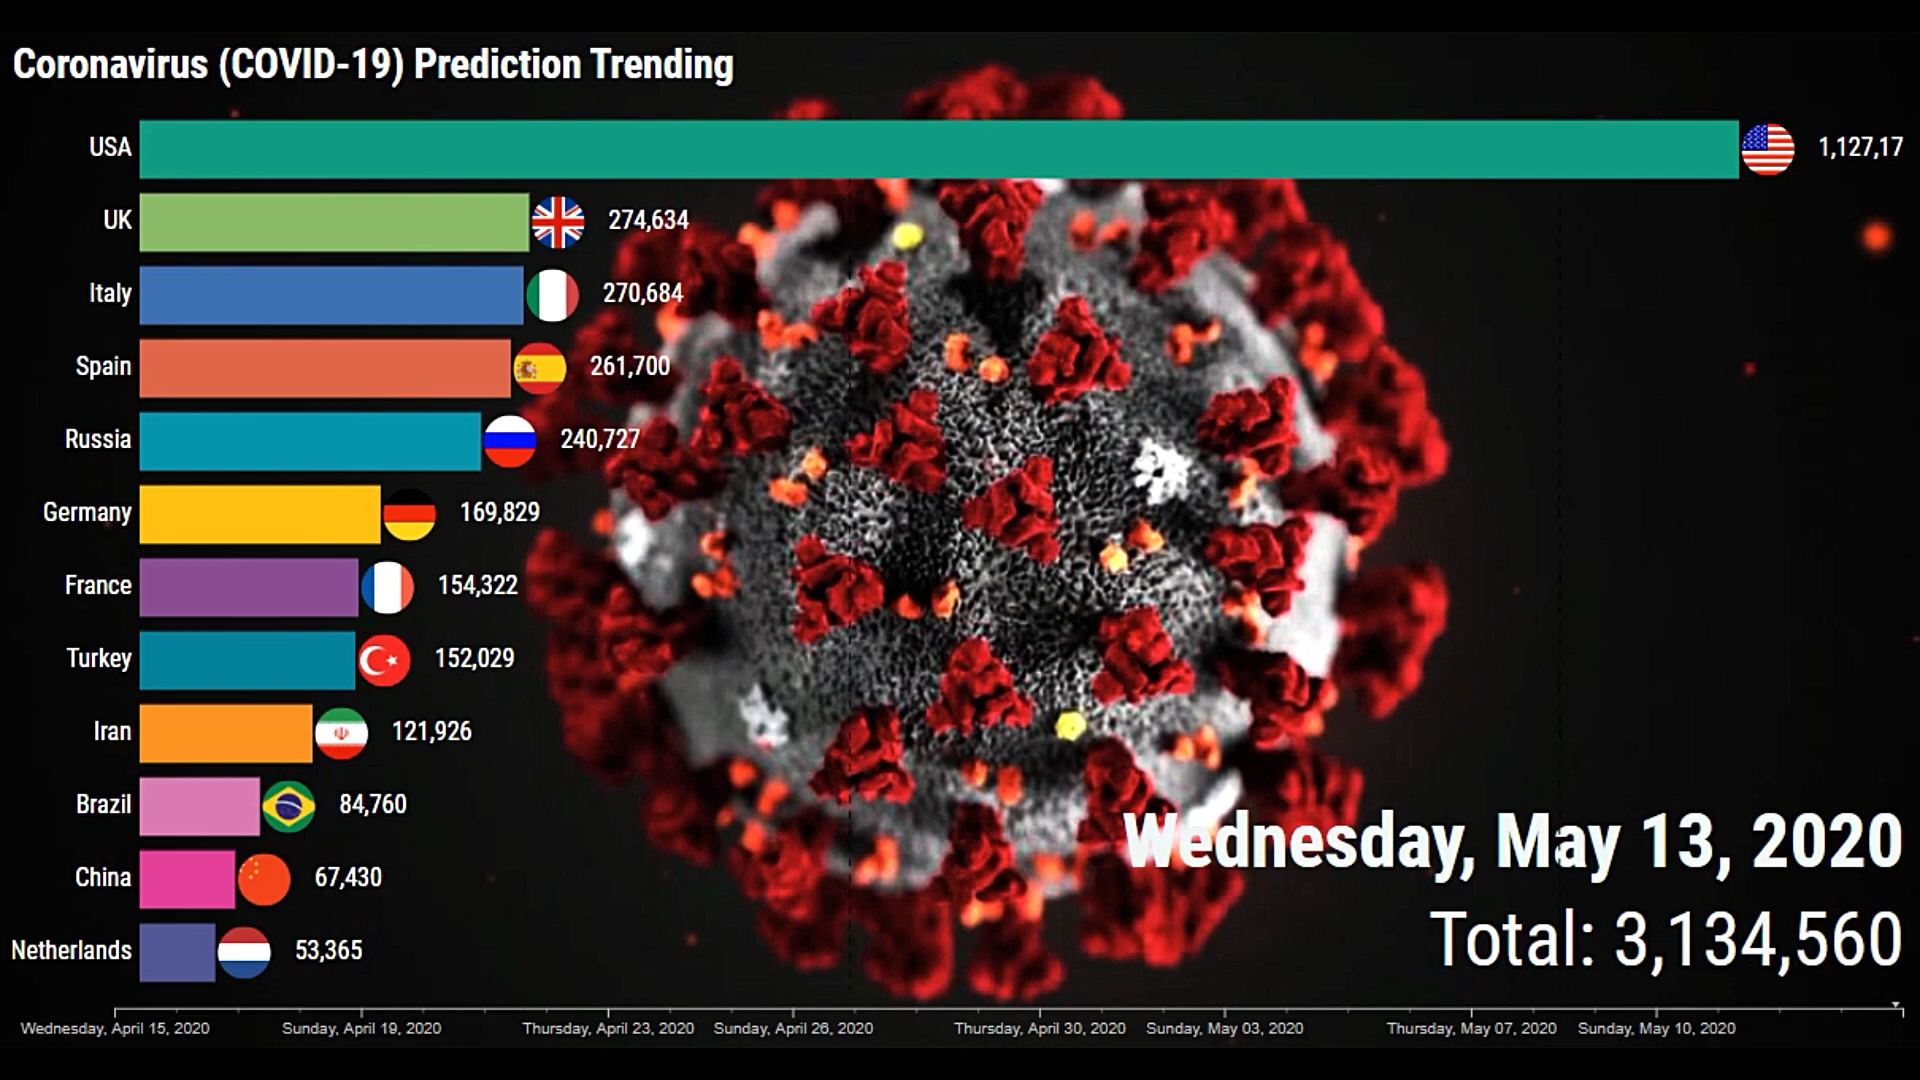 Coronavirus (COVID-19) Prediction Trending
USA 1,127,17
UK 274,634
Italy 270,684
Spain 261,700
Russia 240,727
Germany 169,829
France 154,322
Turkey 152,029
Iran 121,926
Brazil 84,760
China 67,430
Netherlands 53,365
Wednesday, May 13, 2020
Total: 3,134,560
Wednesday, April 15, 2020 Sunday, April 19, 2020 Thursday, April 23, 2020 Sunday, April 26, 2020 Thursday, April 30, 2020 Sunday, May 03, 2020 Thursday, May 07, 2020 Sunday, May 10, 2020